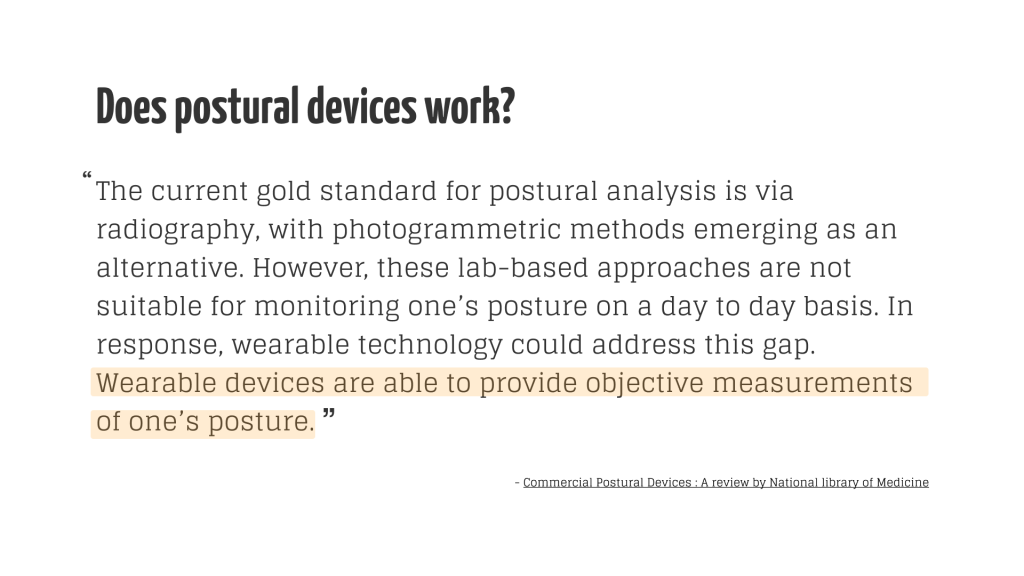 Does postural devices work?
“The current gold standard for postural analysis is via
radiography, with photogrammetric methods emerging as an
alternative. However, these lab-based approaches are not
suitable for monitoring one’s posture on a day to day basis. In
response, wearable technology could address this gap.
Wearable devices are able to provide objective measurements
of one’s posture.”
- Commercial Postural Devices : A review by National library of Medicine